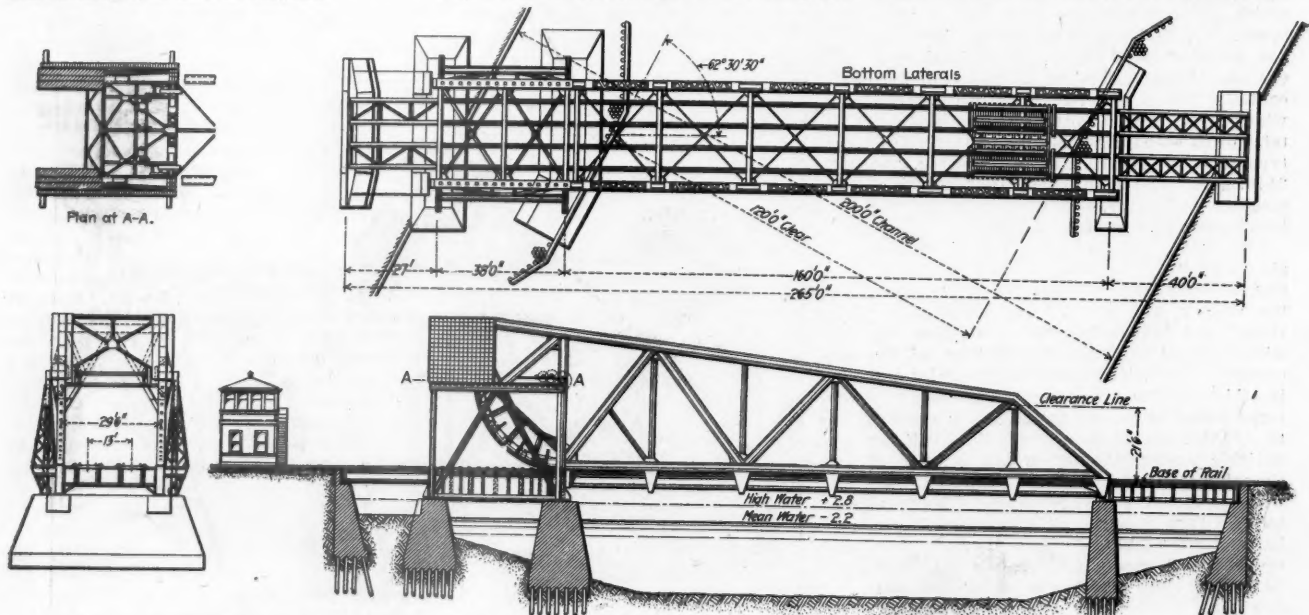 62°30'30"
Bottom Laterals
Plan at A-A.
120'0" Clear
200'0" Channel
27'
38'0"
160'0"
40'0"
265'0"
A
A
Clearance Line
29'6"
13'
21'6"
Base of Rail
High Water + 2.8
Mean Water - 2.2